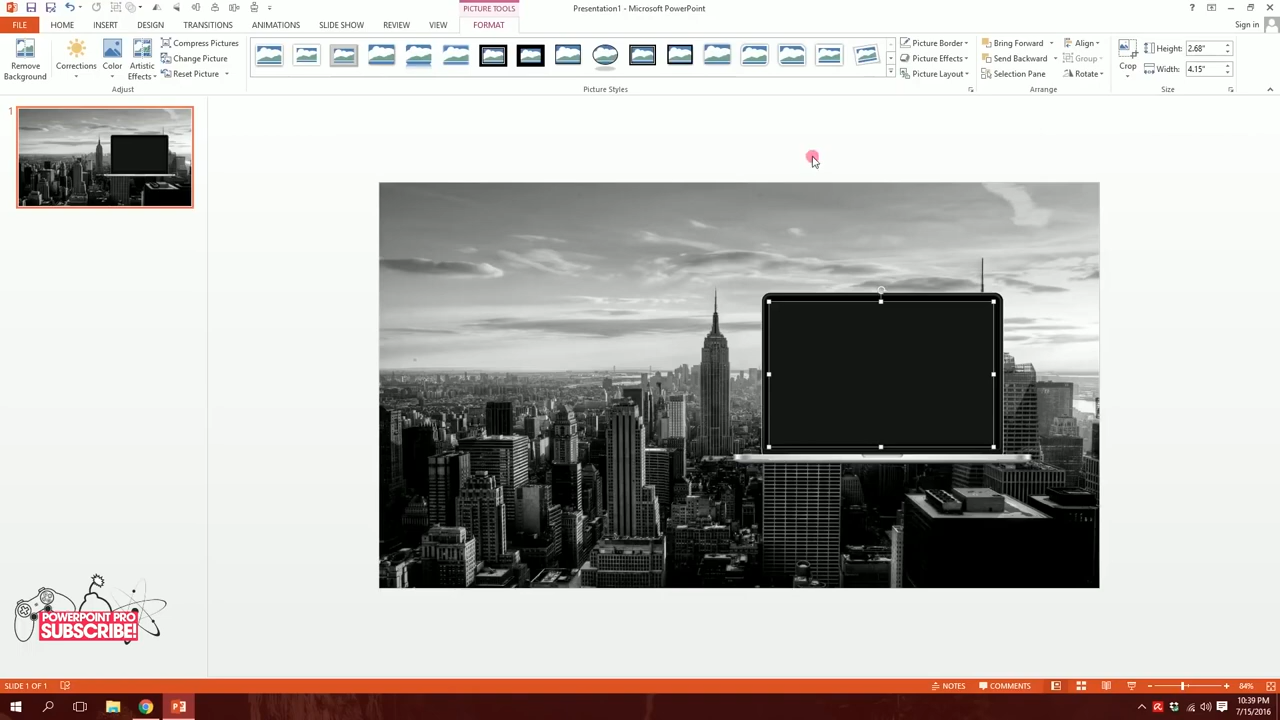 Presentation1 - Microsoft PowerPoint
PICTURE TOOLS
FILE HOME INSERT DESIGN TRANSITIONS ANIMATIONS SLIDE SHOW REVIEW VIEW FORMAT
Sign in
Remove Background
Corrections
Color
Artistic Effects
Compress Pictures
Change Picture
Reset Picture
Adjust
Picture Styles
Picture Border
Picture Effects
Picture Layout
Bring Forward
Send Backward
Selection Pane
Align
Group
Rotate
Arrange
Crop
Height: 2.68"
Width: 4.15"
Size
1
POWERPOINT PRO
SUBSCRIBE!
SLIDE 1 OF 1
NOTES
COMMENTS
84%
10:39 PM
7/15/2016